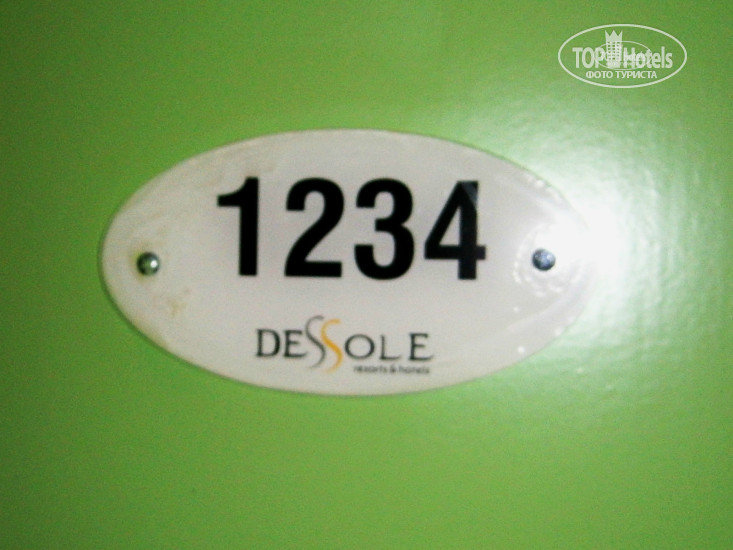 TOP Hotels
ФОТО ТУРИСТА
1234
DESSOLE
resorts & hotels